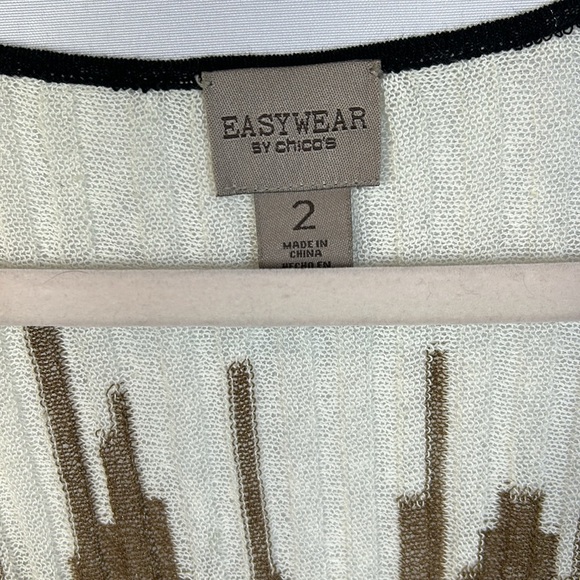 EASYWEAR
BY chico's
2
MADE IN
CHINA
HECHO EN